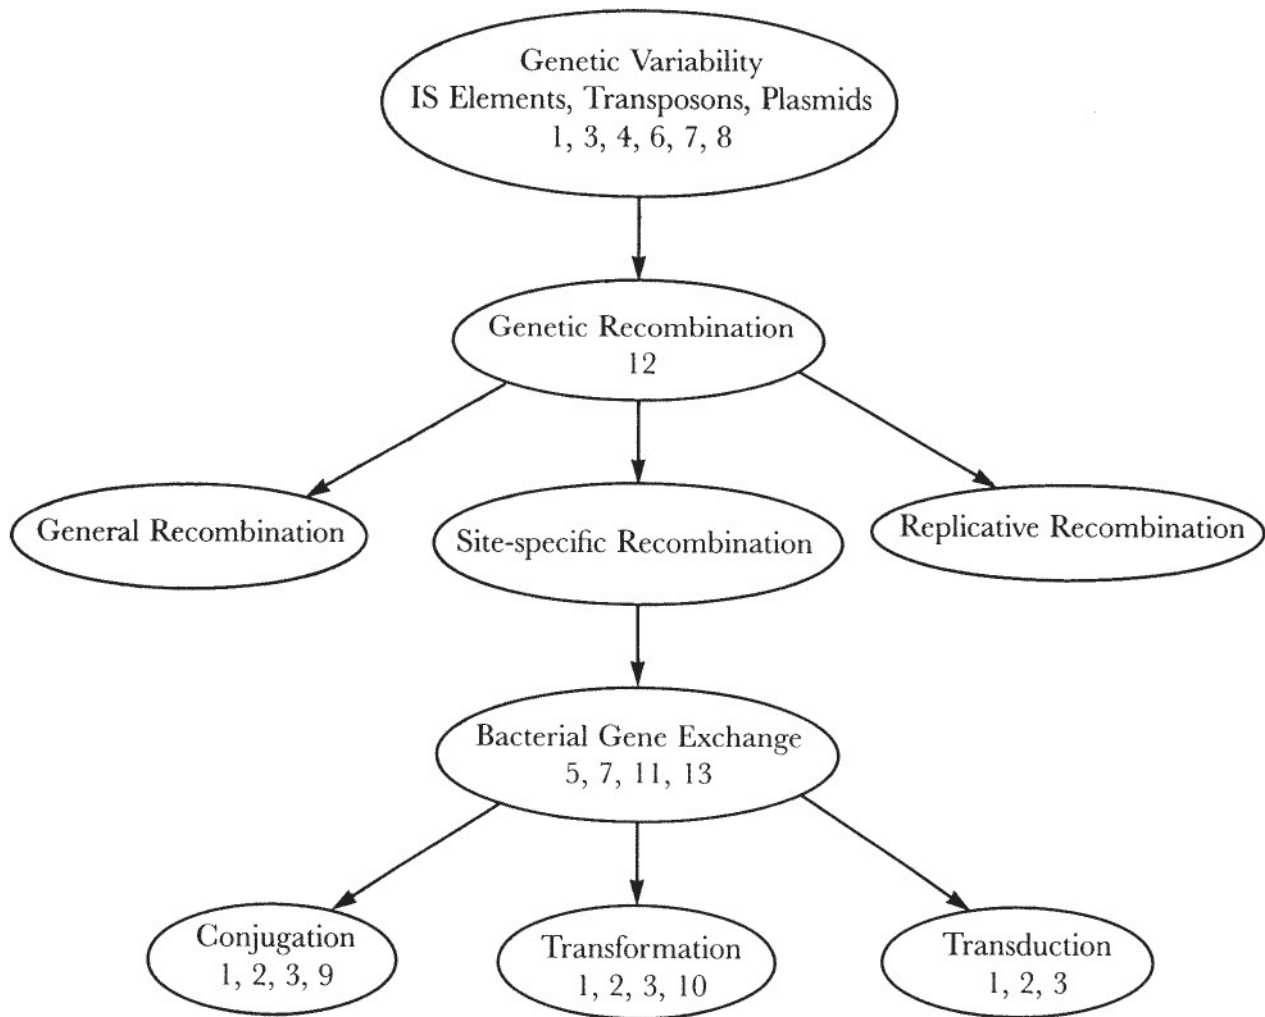 Genetic Variability
IS Elements, Transposons, Plasmids
1, 3, 4, 6, 7, 8
Genetic Recombination
12
General Recombination
Site-specific Recombination
Replicative Recombination
Bacterial Gene Exchange
5, 7, 11, 13
Conjugation
1, 2, 3, 9
Transformation
1, 2, 3, 10
Transduction
1, 2, 3